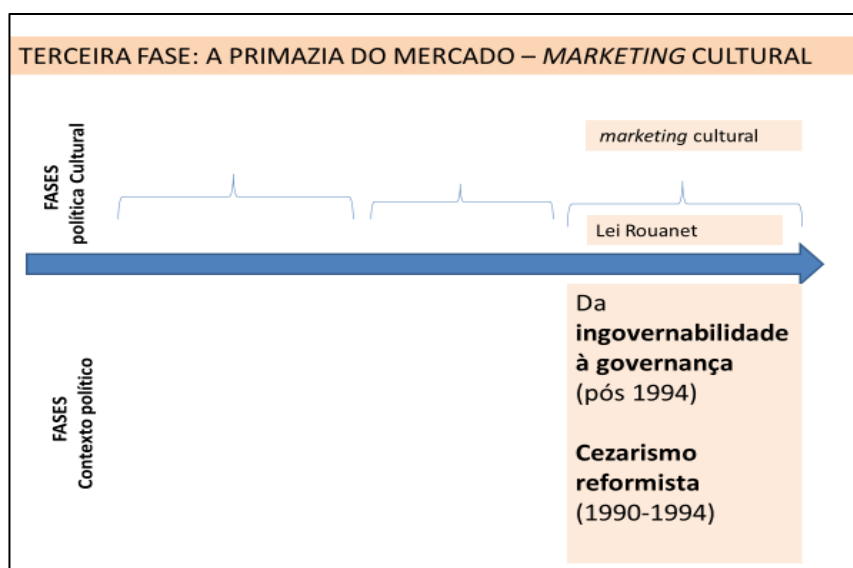 TERCEIRA FASE: A PRIMAZIA DO MERCADO – MARKETING CULTURAL
FASES
política Cultural
marketing cultural
Lei Rouanet
FASES
Contexto político
Da
ingovernabilidade
à governança
(pós 1994)
Cezarismo
reformista
(1990-1994)